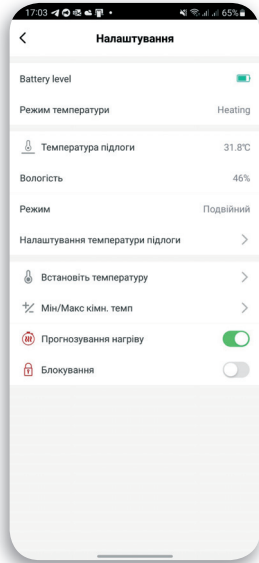 17:03 65%
Налаштування
Battery level
Режим температури Heating
Температура підлоги 31.8℃
Вологість 46%
Режим Подвійний
Налаштування температури підлоги
Встановіть температуру
Мін/Макс кімн. темп
Прогнозування нагріву
Блокування